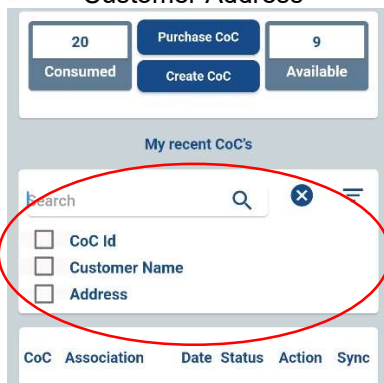 Customer Address
20
Purchase CoC
9
Consumed
Create CoC
Available
My recent CoC's
Search
CoC Id
Customer Name
Address
CoC Association Date Status Action Sync